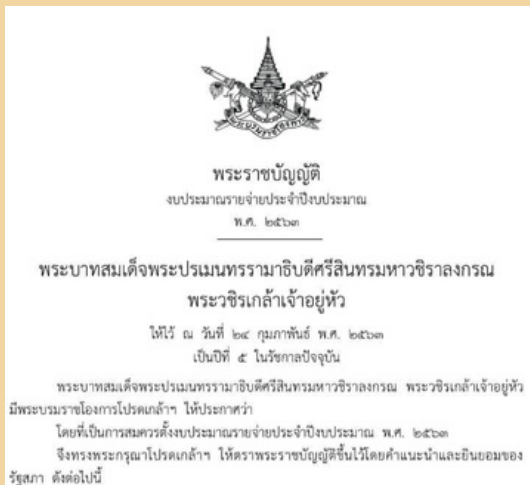 พระบรมราชโองการ
พระราชบัญญัติ
งบประมาณรายจ่ายประจำปีงบประมาณ
พ.ศ. ๒๕๖๓
พระบาทสมเด็จพระปรเมนทรรามาธิบดีศรีสินทรมหาวชิราลงกรณ
พระวชิรเกล้าเจ้าอยู่หัว
ให้ไว้ ณ วันที่ ๒๔ กุมภาพันธ์ พ.ศ. ๒๕๖๓
เป็นปีที่ ๕ ในรัชกาลปัจจุบัน
พระบาทสมเด็จพระปรเมนทรรามาธิบดีศรีสินทรมหาวชิราลงกรณ พระวชิรเกล้าเจ้าอยู่หัว
มีพระบรมราชโองการโปรดเกล้าฯ ให้ประกาศว่า
โดยที่เป็นการสมควรตั้งงบประมาณรายจ่ายประจำปีงบประมาณ พ.ศ. ๒๕๖๓
จึงทรงพระกรุณาโปรดเกล้าฯ ให้ตราพระราชบัญญัติขึ้นไว้โดยคำแนะนำและยินยอมของ
รัฐสภา ดังต่อไปนี้